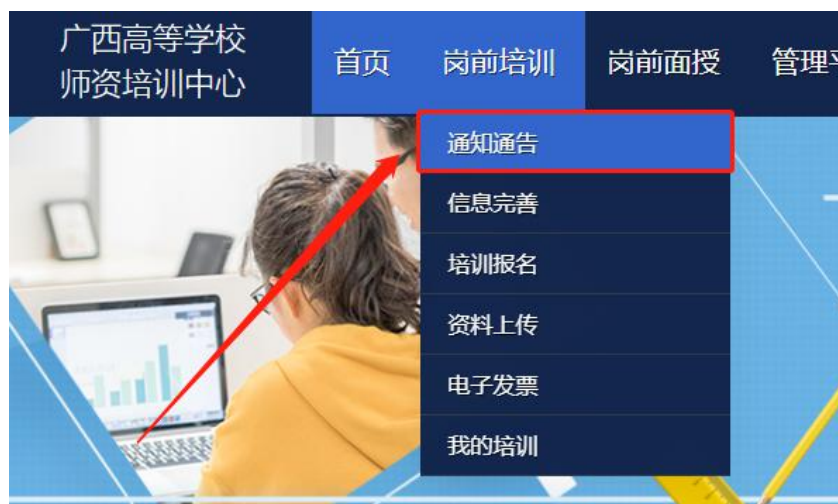 广西高等学校
师资培训中心
首页 岗前培训 岗前面授 管理
通知通告
信息完善
培训报名
资料上传
电子发票
我的培训